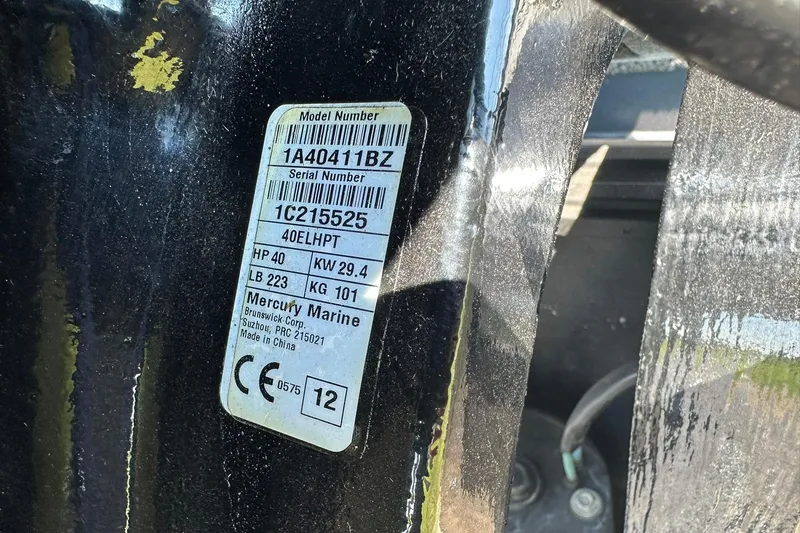 Model Number
1A40411BZ
Serial Number
1C215525
40ELHPT
HP 40 KW 29.4
LB 223 KG 101
Mercury Marine
Brunswick Corp.
Suzhou, PRC 215021
Made in China
CE 0575 12